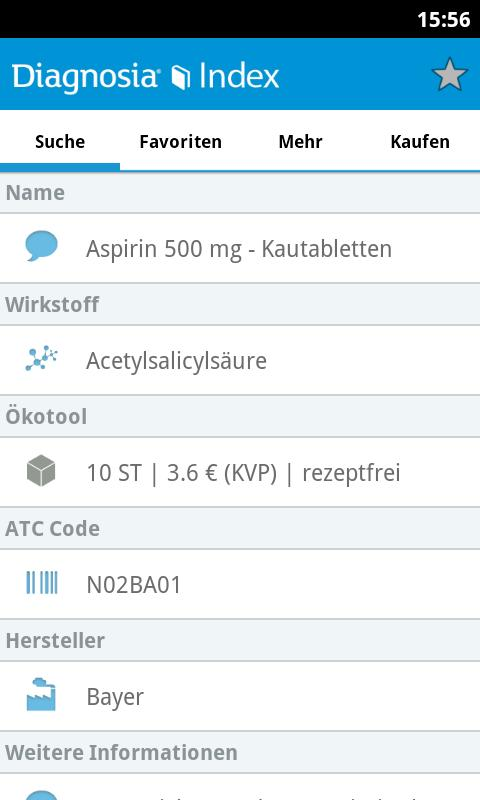 15:56
Diagnosia Index
Suche Favoriten Mehr Kaufen
Name
Aspirin 500 mg - Kautabletten
Wirkstoff
Acetylsalicylsäure
Ökotool
10 ST | 3.6 € (KVP) | rezeptfrei
ATC Code
N02BA01
Hersteller
Bayer
Weitere Informationen